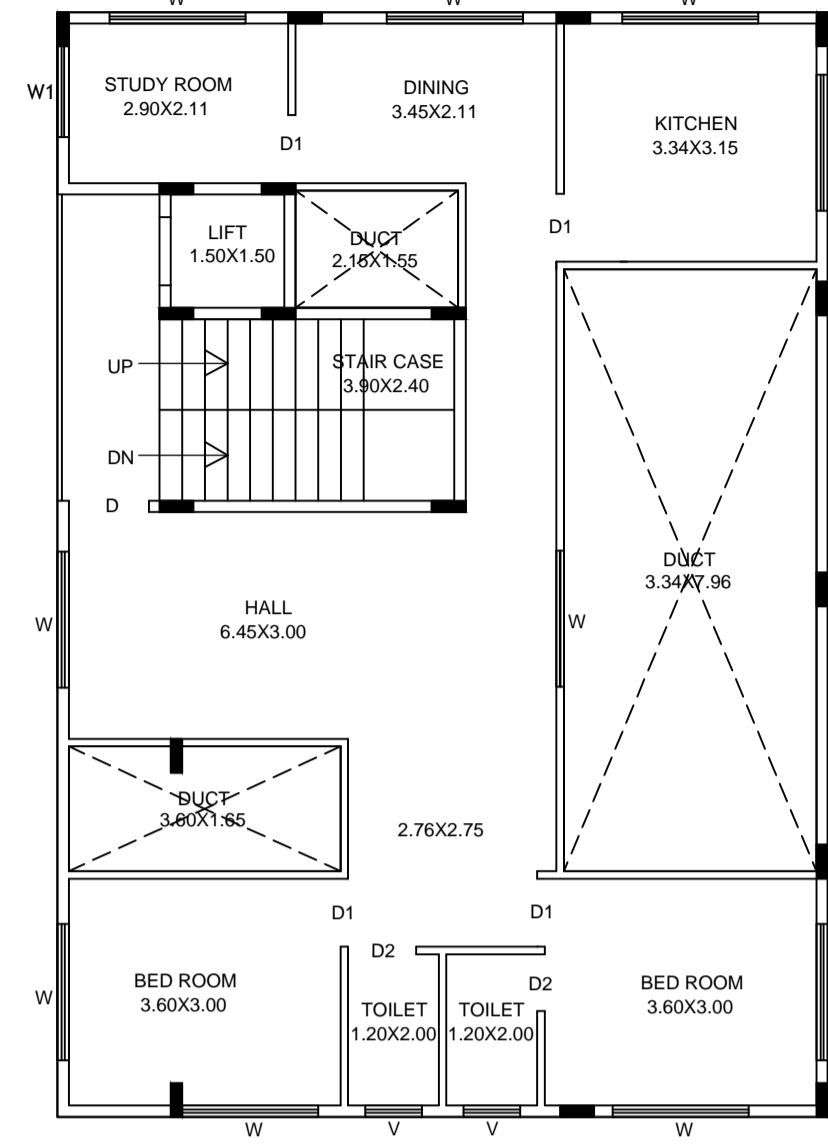 W
W
W
STUDY ROOM
2.90X2.11
DINING
3.45X2.11
KITCHEN
3.34X3.15
W1
D1
D1
LIFT
1.50X1.50
DUCT
2.15X1.55
UP
STAIR CASE
3.90X2.40
DN
D
DUCT
3.34X7.96
HALL
6.45X3.00
W
W
DUCT
3.60X1.65
2.76X2.75
D1
D1
D2
D2
BED ROOM
3.60X3.00
BED ROOM
3.60X3.00
W
TOILET
1.20X2.00
TOILET
1.20X2.00
W
V
V
W